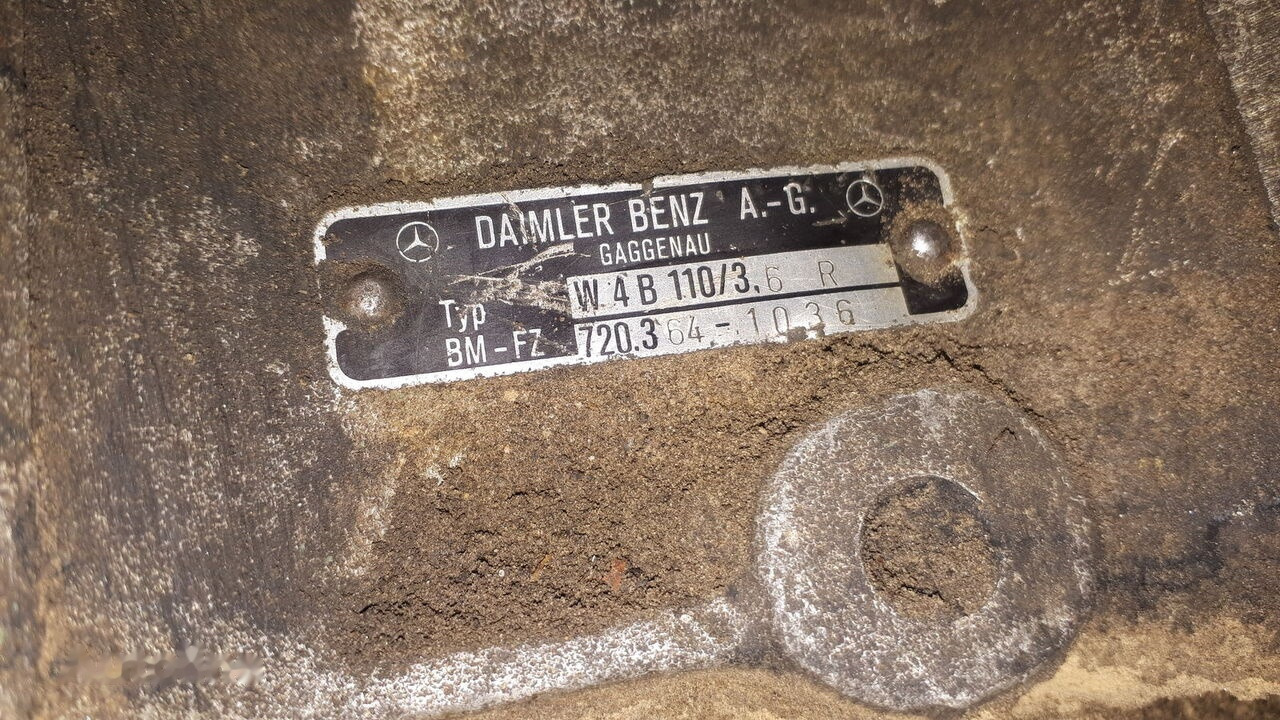 DAIMLER BENZ A.-G.
GAGGENAU
Typ W 4 B 110/3,6 R
BM-FZ 720.364-1036